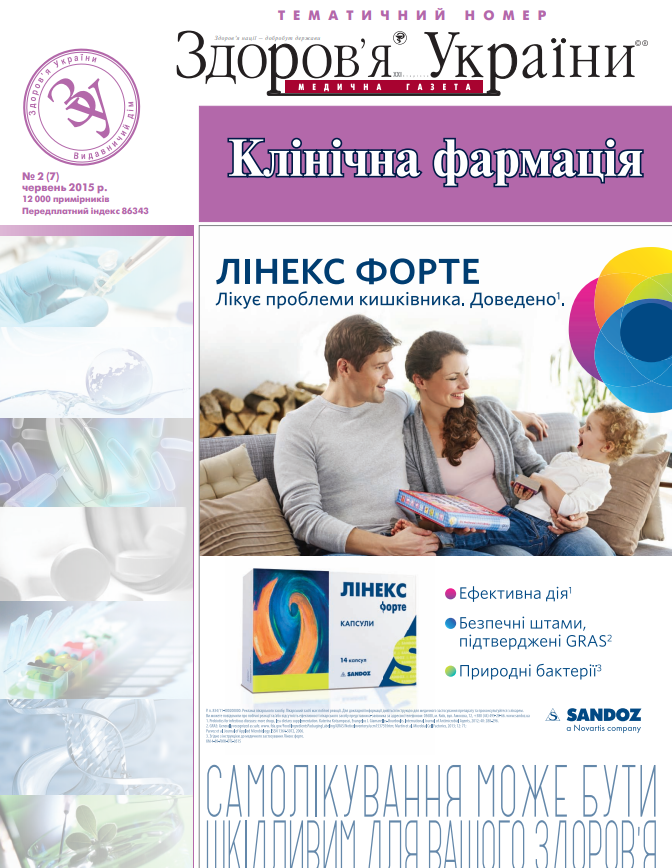 ТЕМАТИЧНИЙ НОМЕР
Здоров'я нації – добробут держави
Здоров'я України
МЕДИЧНА ГАЗЕТА
Здоров'я України
Видавничий дім
Клінічна фармація
№ 2 (7)
червень 2015 р.
12 000 примірників
Передплатний індекс 86343
ЛІНЕКС ФОРТЕ
Лікує проблеми кишківника. Доведено¹.
ЛІНЕКС
форте
КАПСУЛИ
14 капсул
SANDOZ
Ефективна дія¹
Безпечні штами,
підтверджені GRAS²
Природні бактерії³
SANDOZ
a Novartis company
САМОЛІКУВАННЯ МОЖЕ БУТИ
ШКІДЛИВИМ ДЛЯ ВАШОГО ЗДОРОВ'Я